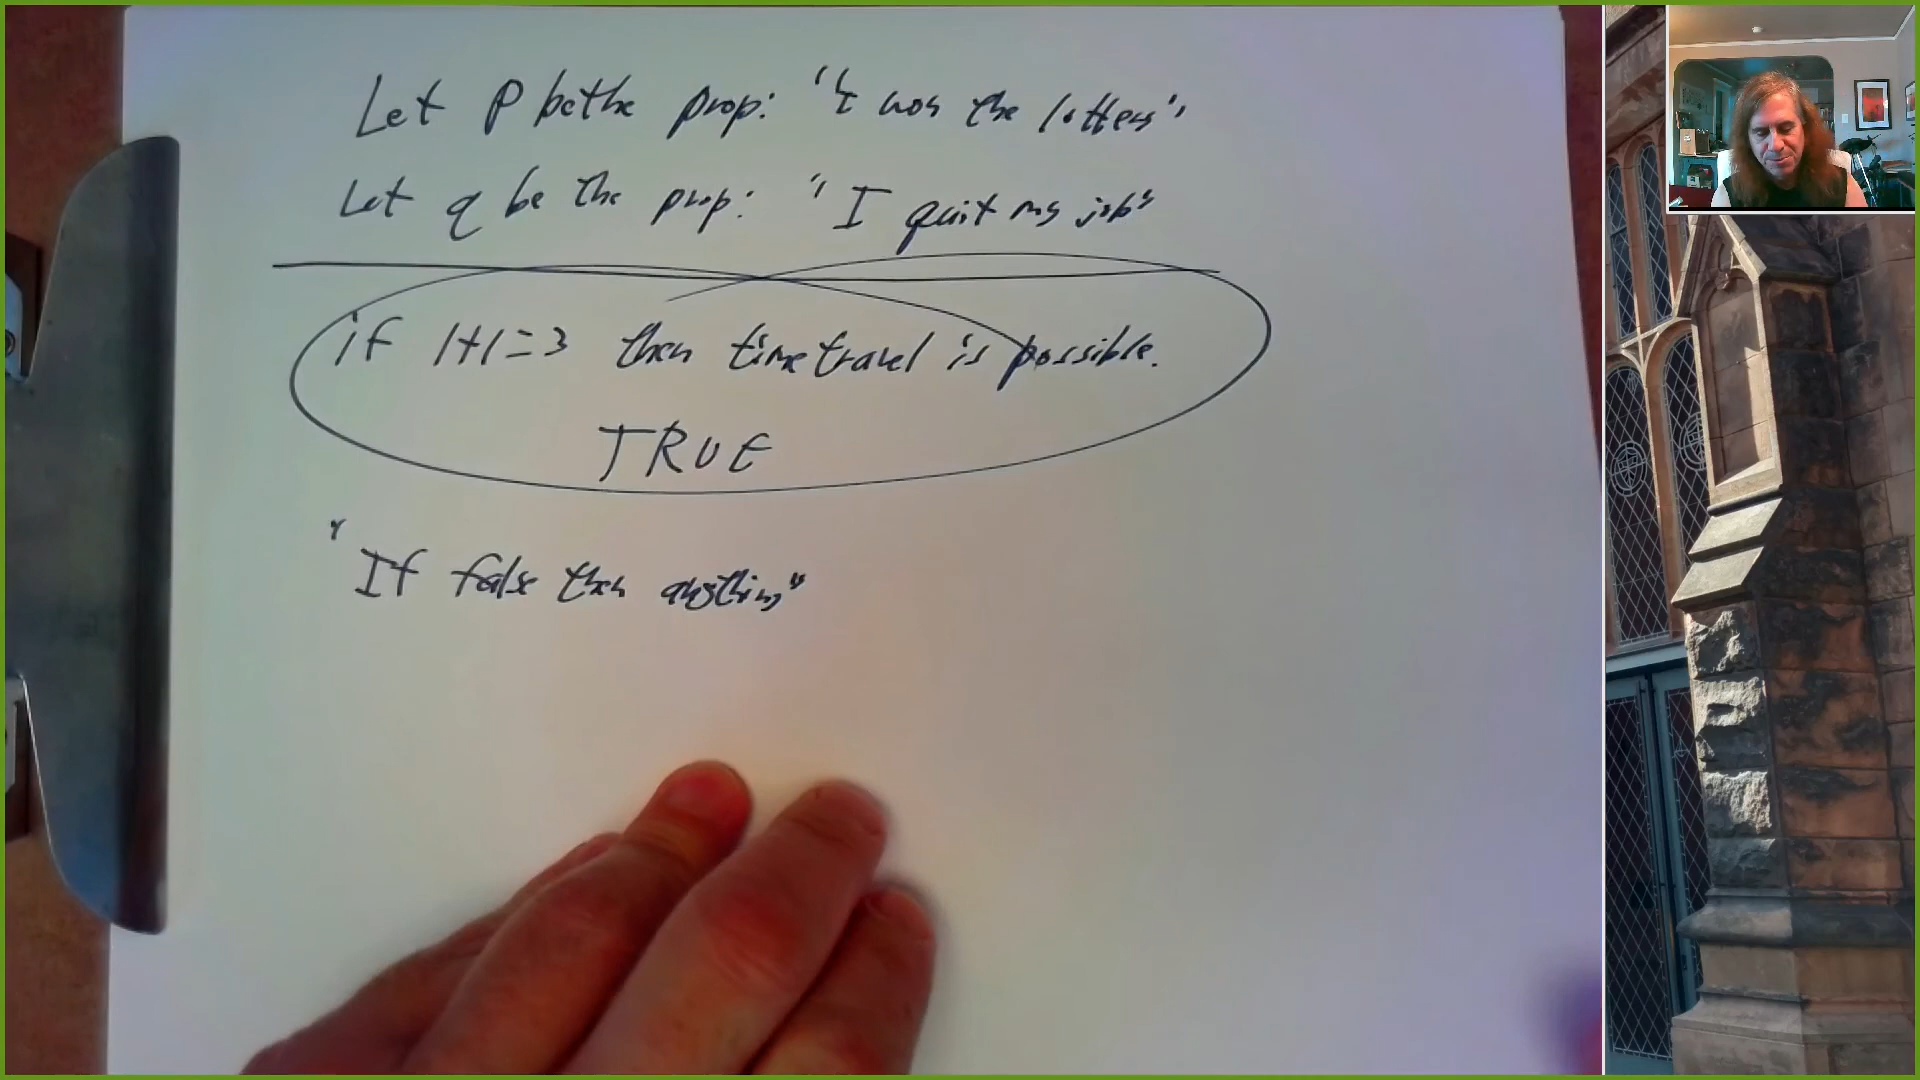 Let P be the prop: "I won the lottery"
Let q be the prop: "I quit my job"
if 1+1=3 then time travel is possible.
TRUE
"If false then anything"